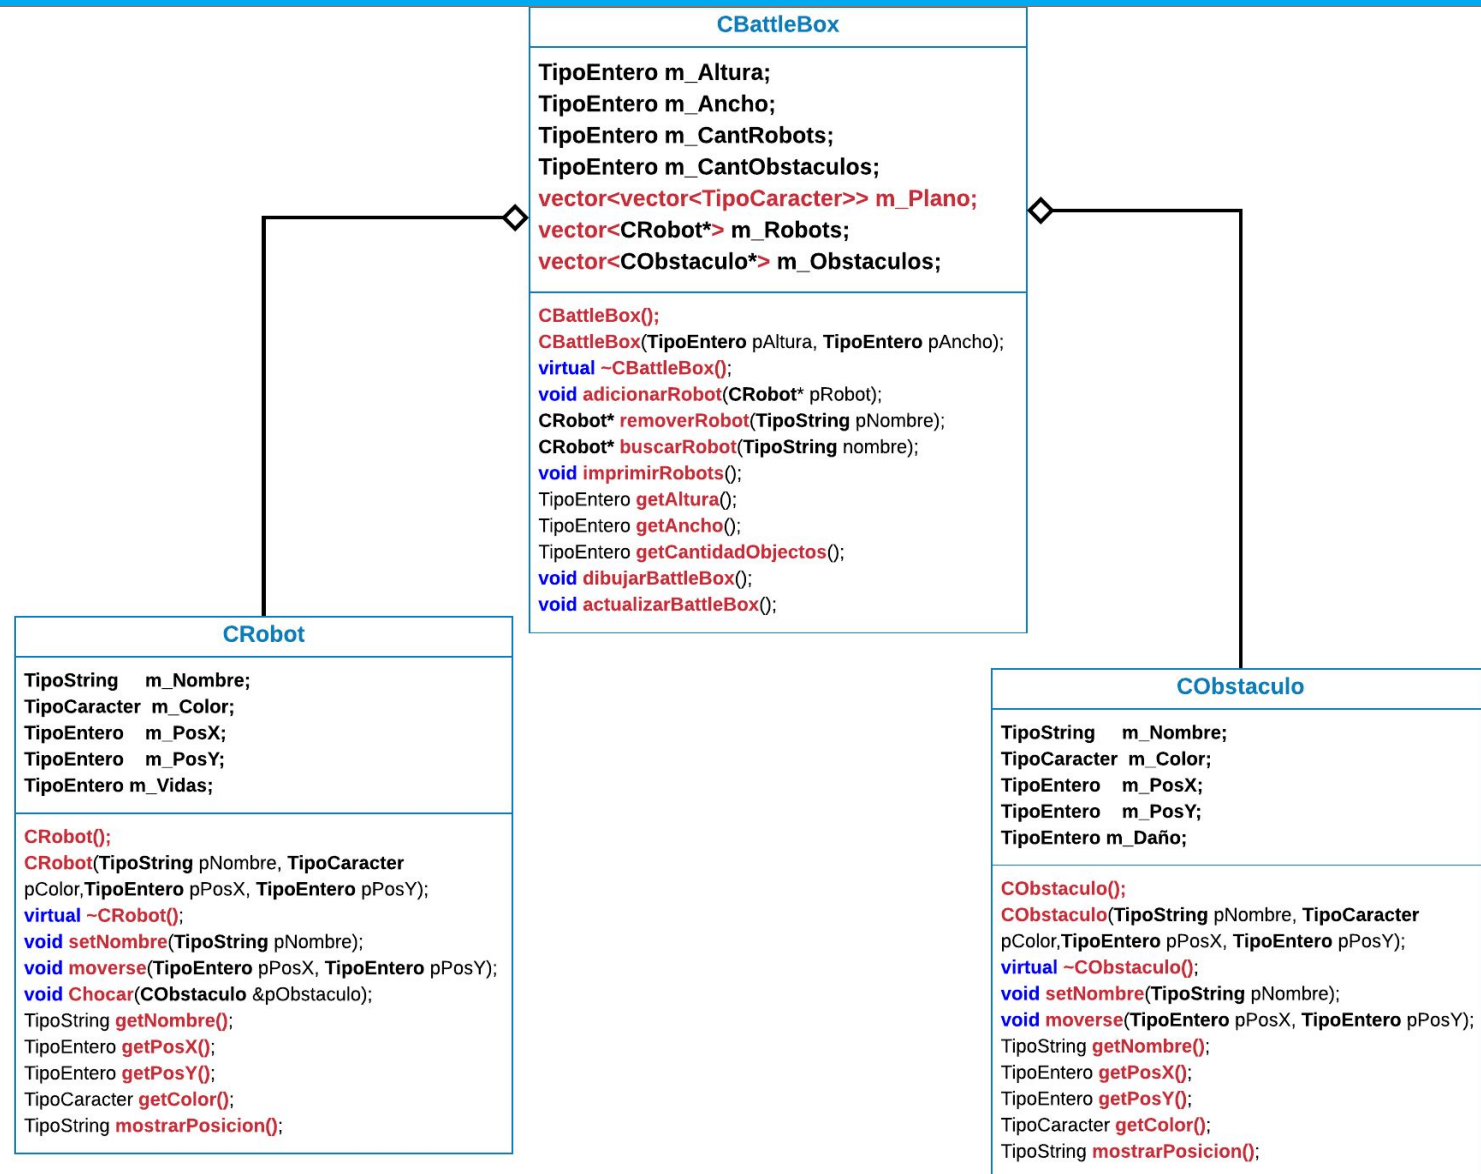 CBattleBox
TipoEntero m_Altura;
TipoEntero m_Ancho;
TipoEntero m_CantRobots;
TipoEntero m_CantObstaculos;
vector<vector<TipoCaracter>> m_Plano;
vector<CRobot*> m_Robots;
vector<CObstaculo*> m_Obstaculos;
CBattleBox();
CBattleBox(TipoEntero pAltura, TipoEntero pAncho);
virtual ~CBattleBox();
void adicionarRobot(CRobot* pRobot);
CRobot* removerRobot(TipoString pNombre);
CRobot* buscarRobot(TipoString nombre);
void imprimirRobots();
TipoEntero getAltura();
TipoEntero getAncho();
TipoEntero getCantidadObjectos();
void dibujarBattleBox();
void actualizarBattleBox();
CRobot
TipoString m_Nombre;
TipoCaracter m_Color;
TipoEntero m_PosX;
TipoEntero m_PosY;
TipoEntero m_Vidas;
CRobot();
CRobot(TipoString pNombre, TipoCaracter
pColor,TipoEntero pPosX, TipoEntero pPosY);
virtual ~CRobot();
void setNombre(TipoString pNombre);
void moverse(TipoEntero pPosX, TipoEntero pPosY);
void Chocar(CObstaculo &pObstaculo);
TipoString getNombre();
TipoEntero getPosX();
TipoEntero getPosY();
TipoCaracter getColor();
TipoString mostrarPosicion();
CObstaculo
TipoString m_Nombre;
TipoCaracter m_Color;
TipoEntero m_PosX;
TipoEntero m_PosY;
TipoEntero m_Daño;
CObstaculo();
CObstaculo(TipoString pNombre, TipoCaracter
pColor,TipoEntero pPosX, TipoEntero pPosY);
virtual ~CObstaculo();
void setNombre(TipoString pNombre);
void moverse(TipoEntero pPosX, TipoEntero pPosY);
TipoString getNombre();
TipoEntero getPosX();
TipoEntero getPosY();
TipoCaracter getColor();
TipoString mostrarPosicion();